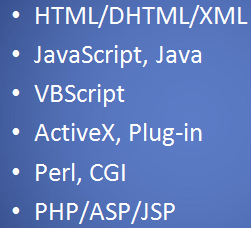 • HTML/DHTML/XML
• JavaScript, Java
• VBScript
• ActiveX, Plug-in
• Perl, CGI
• PHP/ASP/JSP